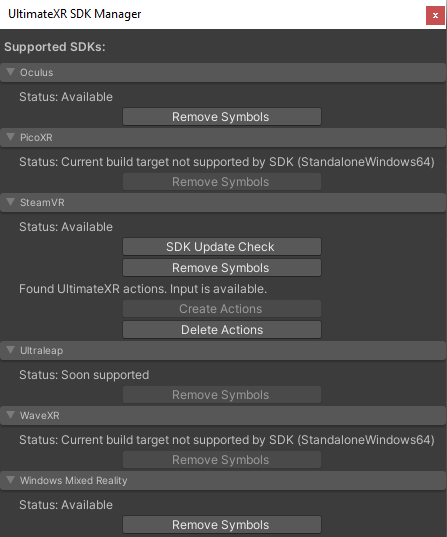 UltimateXR SDK Manager
x
Supported SDKs:
Oculus
Status: Available
Remove Symbols
PicoXR
Status: Current build target not supported by SDK (StandaloneWindows64)
Remove Symbols
SteamVR
Status: Available
SDK Update Check
Remove Symbols
Found UltimateXR actions. Input is available.
Create Actions
Delete Actions
Ultraleap
Status: Soon supported
Remove Symbols
WaveXR
Status: Current build target not supported by SDK (StandaloneWindows64)
Remove Symbols
Windows Mixed Reality
Status: Available
Remove Symbols